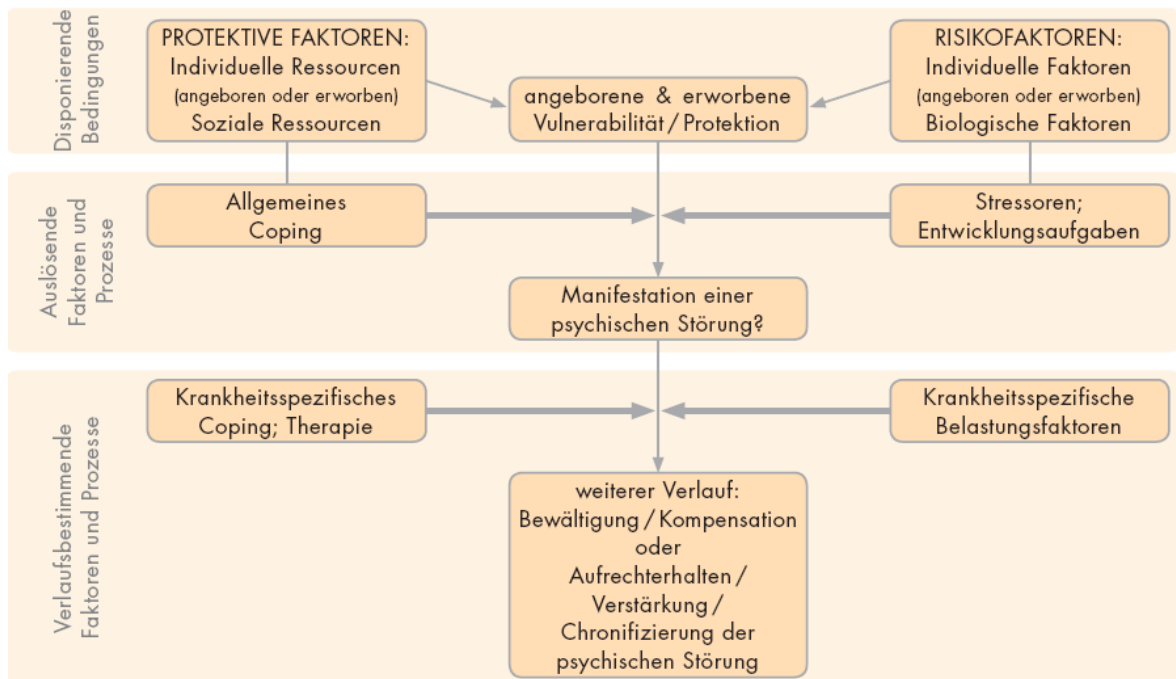 Disponierende
Bedingungen
PROTEKTIVE FAKTOREN:
Individuelle Ressourcen
(angeboren oder erworben)
Soziale Ressourcen
angeborene & erworbene
Vulnerabilität / Protektion
RISIKOFAKTOREN:
Individuelle Faktoren
(angeboren oder erworben)
Biologische Faktoren
Auslösende
Faktoren und
Prozesse
Allgemeines
Coping
Stressoren;
Entwicklungsaufgaben
Manifestation einer
psychischen Störung?
Verlaufsbestimmende
Faktoren und Prozesse
Krankheitsspezifisches
Coping; Therapie
Krankheitsspezifische
Belastungsfaktoren
weiterer Verlauf:
Bewältigung / Kompensation
oder
Aufrechterhalten /
Verstärkung /
Chronifizierung der
psychischen Störung